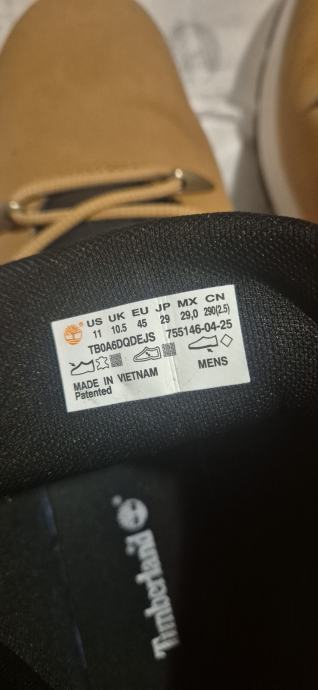 US UK EU JP MX CN
11 10.5 45 29 29,0 290(2.5)
TB0A6DQDEJS 755146-04-25
MADE IN VIETNAM
Patented
MENS
Timberland®